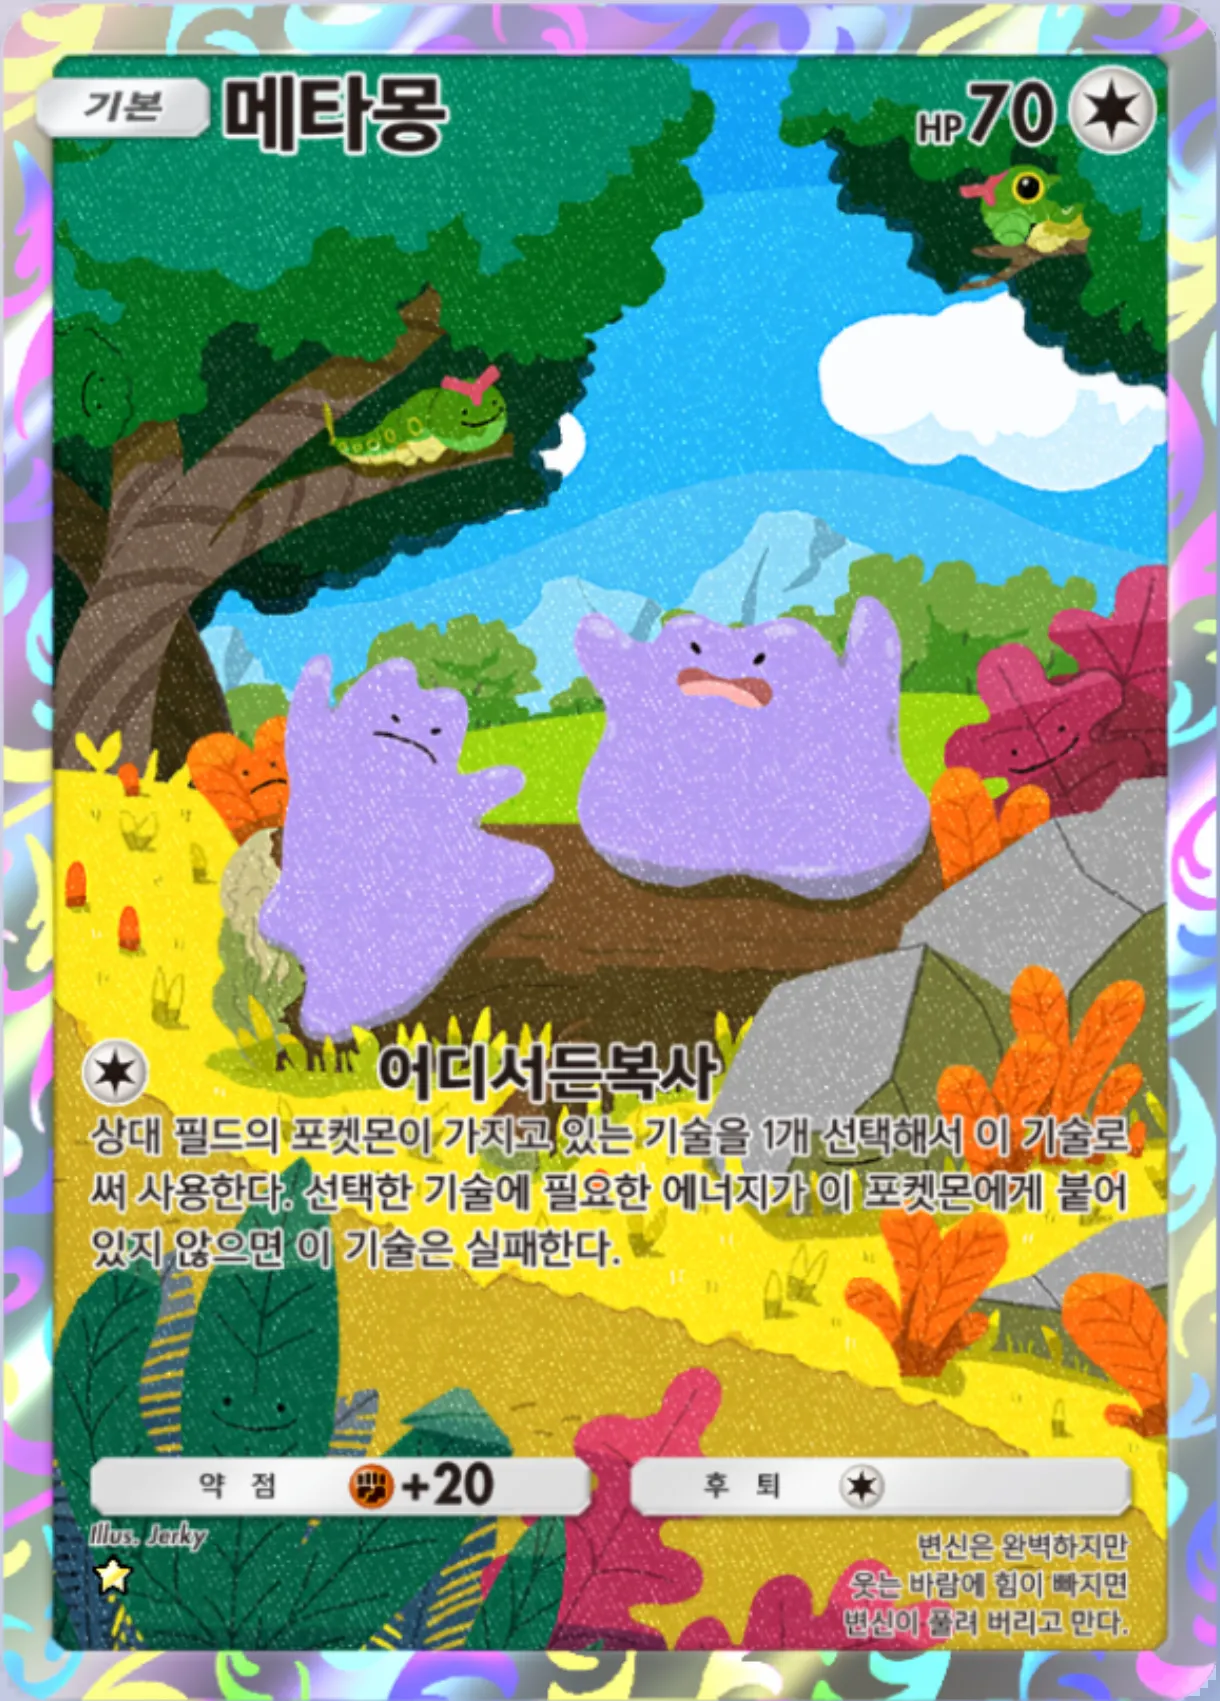 기본 메타몽 HP 70
어디서든복사
상대 필드의 포켓몬이 가지고 있는 기술을 1개 선택해서 이 기술로
써 사용한다. 선택한 기술에 필요한 에너지가 이 포켓몬에게 붙어
있지 않으면 이 기술은 실패한다.
약점 +20 후퇴
Illus. Jerky
변신은 완벽하지만
웃는 바람에 힘이 빠지면
변신이 풀려 버리고 만다.